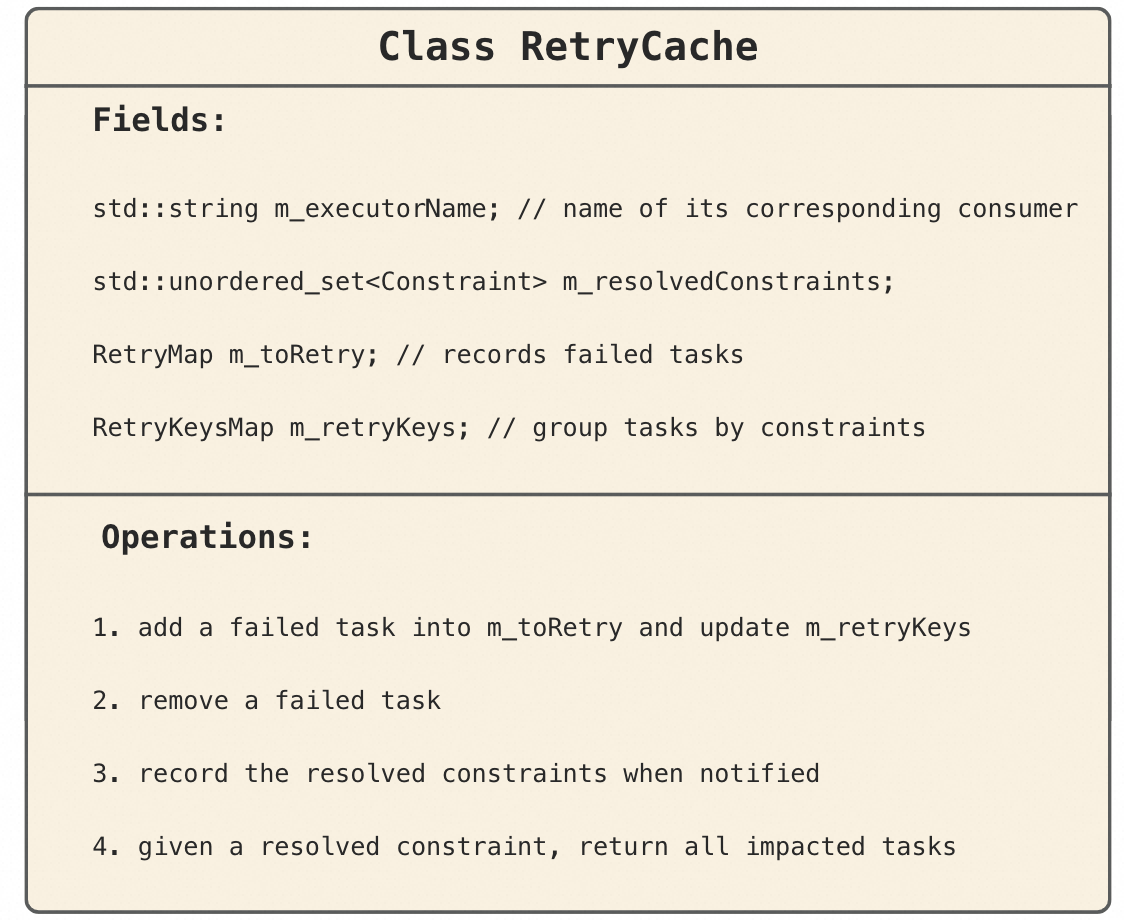 Class RetryCache
Fields:
std::string m_executorName; // name of its corresponding consumer
std::unordered_set<Constraint> m_resolvedConstraints;
RetryMap m_toRetry; // records failed tasks
RetryKeysMap m_retryKeys; // group tasks by constraints
Operations:
1. add a failed task into m_toRetry and update m_retryKeys
2. remove a failed task
3. record the resolved constraints when notified
4. given a resolved constraint, return all impacted tasks